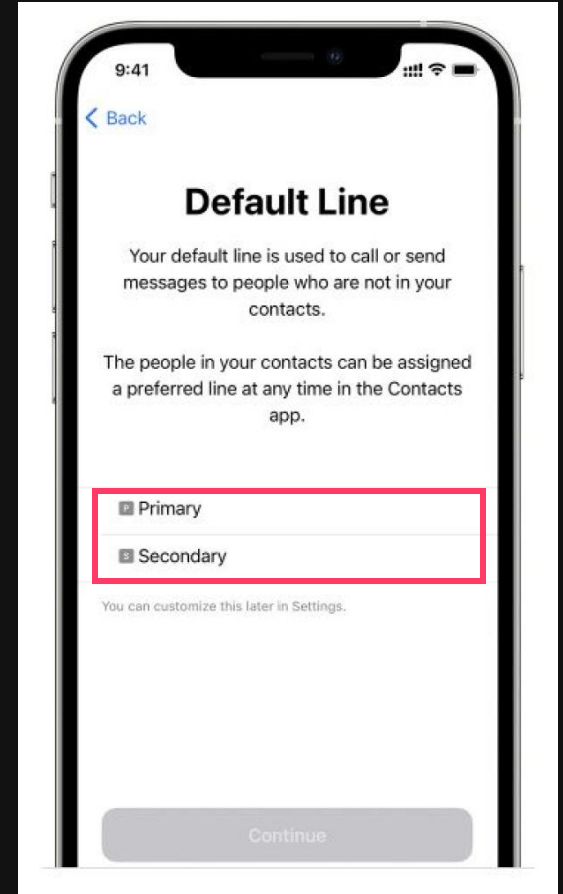 9:41
Back
Default Line
Your default line is used to call or send
messages to people who are not in your
contacts.
The people in your contacts can be assigned
a preferred line at any time in the Contacts
app.
P Primary
S Secondary
You can customize this later in Settings.
Continue